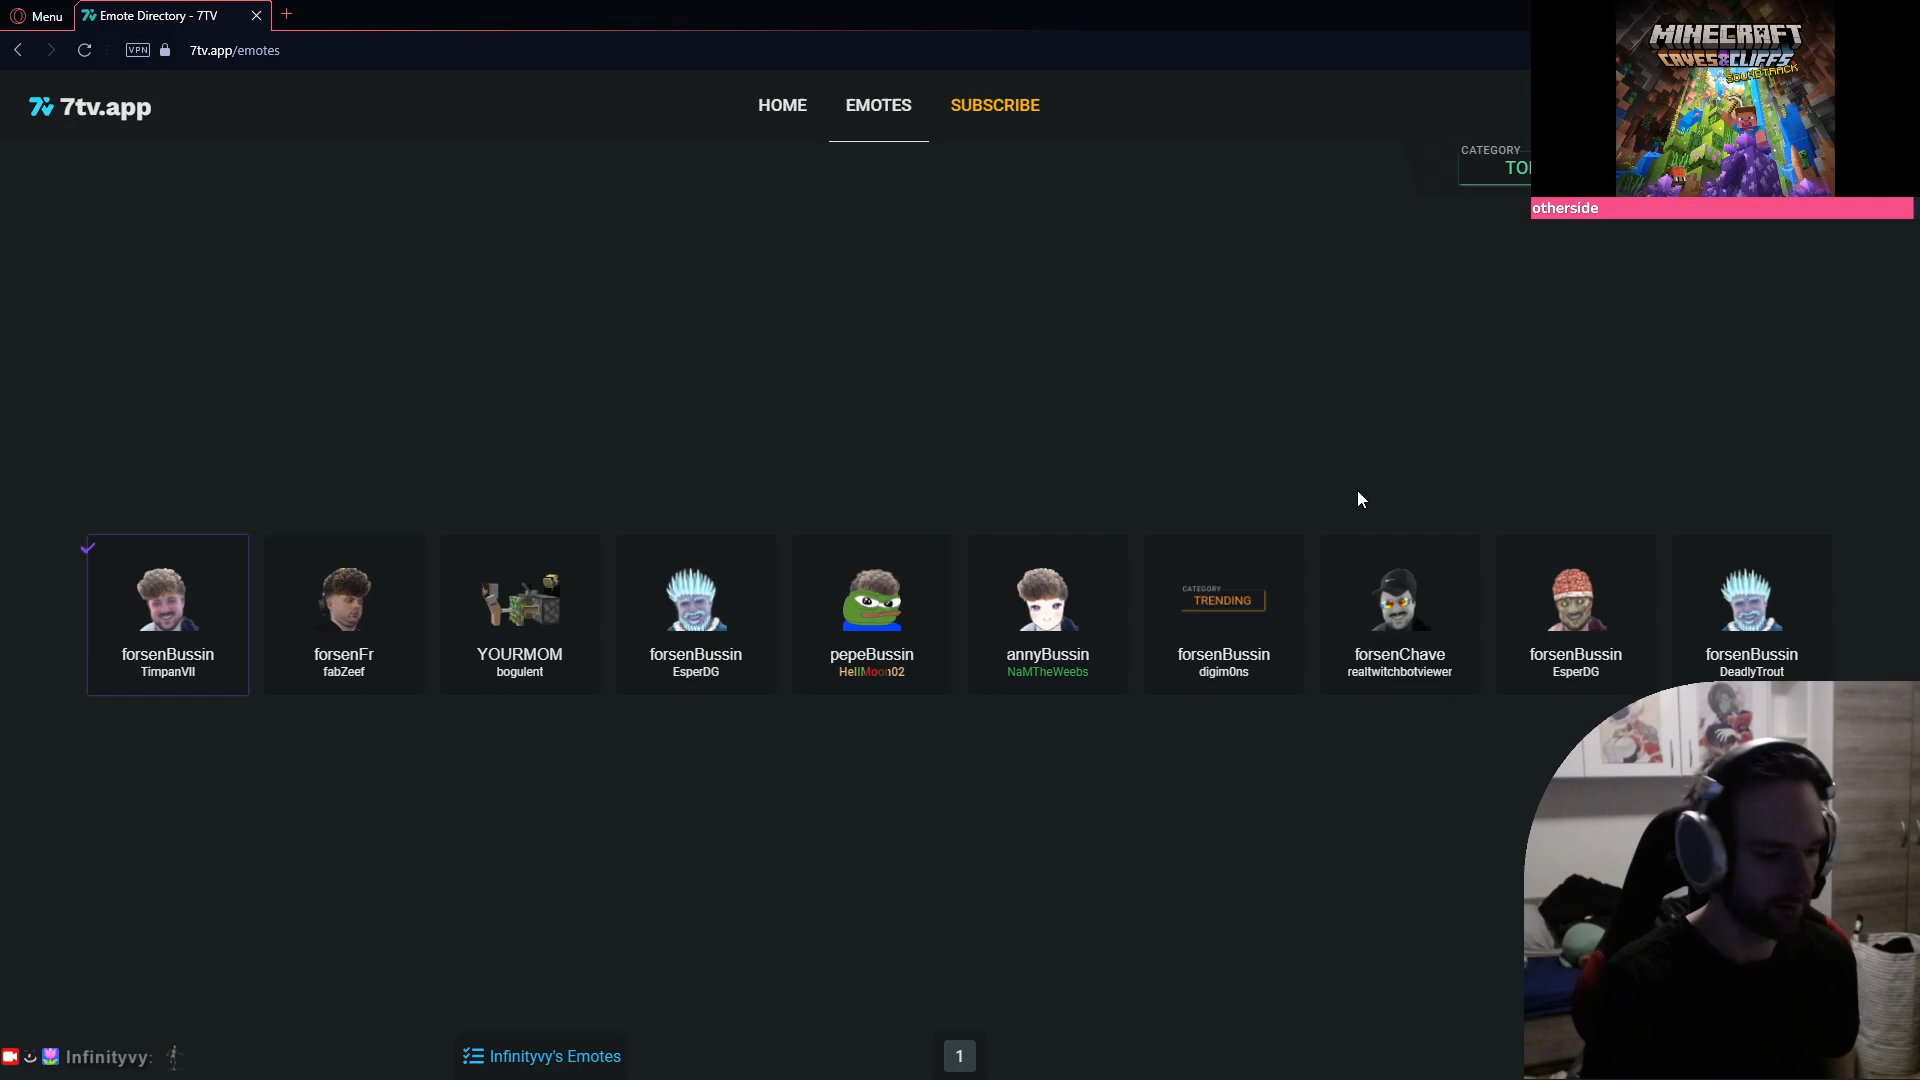 Menu
Emote Directory - 7TV
VPN
7tv.app/emotes
7tv.app
HOME
EMOTES
SUBSCRIBE
CATEGORY
MINECRAFT
CAVES & CLIFFS
SOUNDTRACK
otherside
forsenBussin
TimpanVII
forsenFr
fabZeef
YOURMOM
bogulent
forsenBussin
EsperDG
pepeBussin
HellMoon02
annyBussin
NaMTheWeebs
CATEGORY
TRENDING
forsenBussin
digim0ns
forsenChave
realtwitchbotviewer
forsenBussin
EsperDG
forsenBussin
DeadlyTrout
Infinityvy:
Infinityvy's Emotes
1